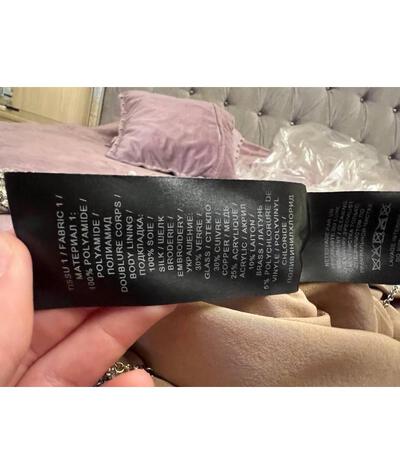 TISSU 1 / FABRIC 1 /
МАТЕРИАЛ 1:
100% POLYAMIDE /
POLYAMIDE /
ПОЛИАМИД
DOUBLURE CORPS /
BODY LINING /
ПОДКЛАДКА:
100% SOIE /
SILK / ШЕЛК
BRODERIE /
EMBROIDERY /
УКРАШЕНИЕ:
30% VERRE /
GLASS / СТЕКЛО
30% CUIVRE /
COPPER / МЕДЬ
25% ACRYLIQUE /
ACRYLIC / АКРИЛ
10% LAITON /
BRASS / ЛАТУНЬ
5% POLYCHLORURE DE
VINYLE / POLYVINYL
CHLORIDE /
ПОЛИВИНИЛХЛОРИД